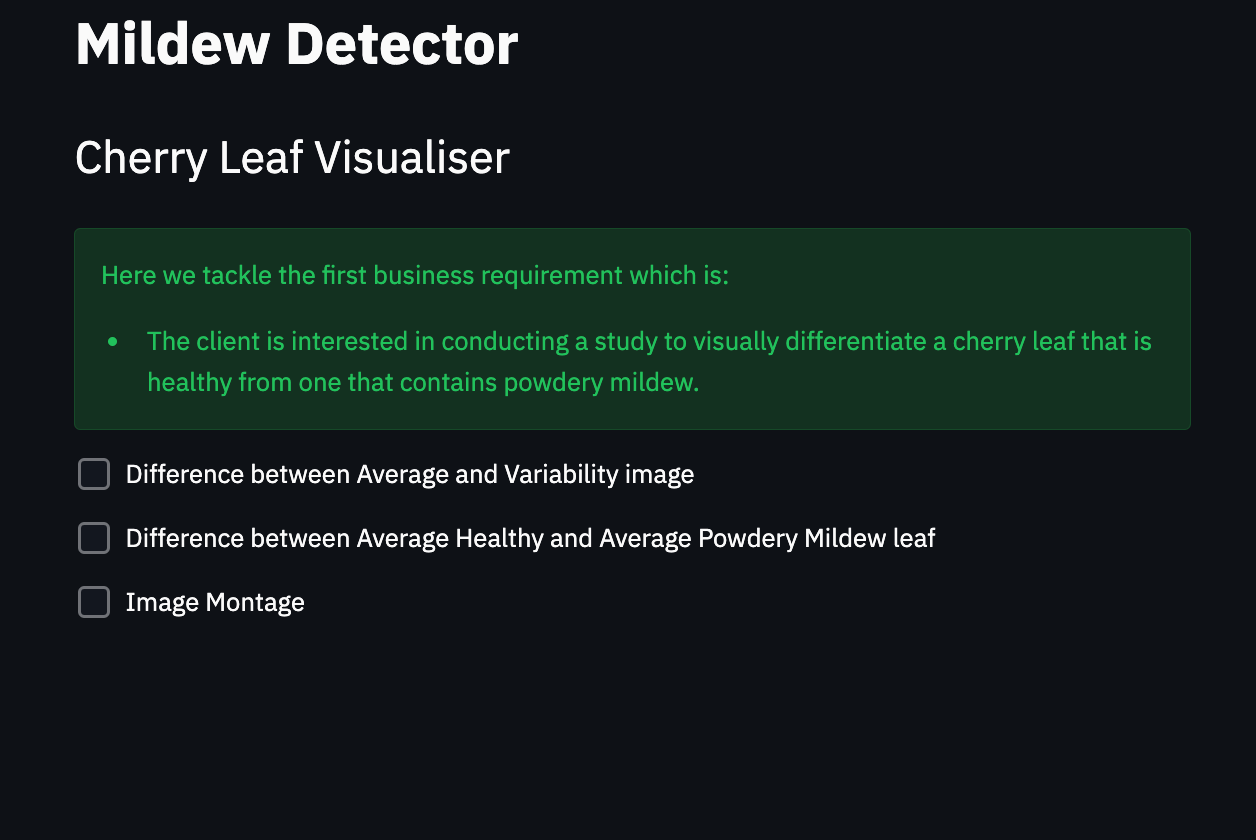 Mildew Detector
Cherry Leaf Visualiser
Here we tackle the first business requirement which is:
• The client is interested in conducting a study to visually differentiate a cherry leaf that is
healthy from one that contains powdery mildew.
Difference between Average and Variability image
Difference between Average Healthy and Average Powdery Mildew leaf
Image Montage